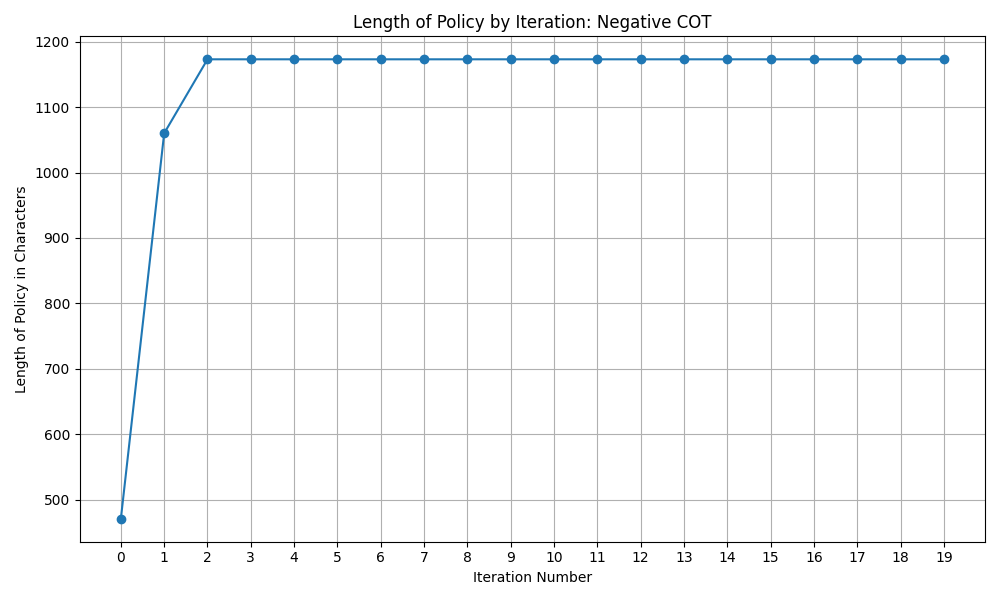 Length of Policy by Iteration: Negative COT
1200
1100
1000
900
800
700
600
500
Length of Policy in Characters
0 1 2 3 4 5 6 7 8 9 10 11 12 13 14 15 16 17 18 19
Iteration Number